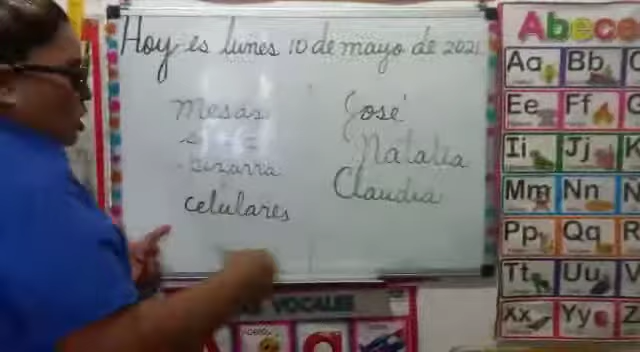 Hoy es lunes 10 de mayo de 2021
mesas
pizarra
celulares
José
Natalia
Claudia
Abece
Aa Bb C
Ee Ff
Ii Jj K
Mm Nn
Pp Qq R
Tt Uu V
Xx Yy Z
VOCALES